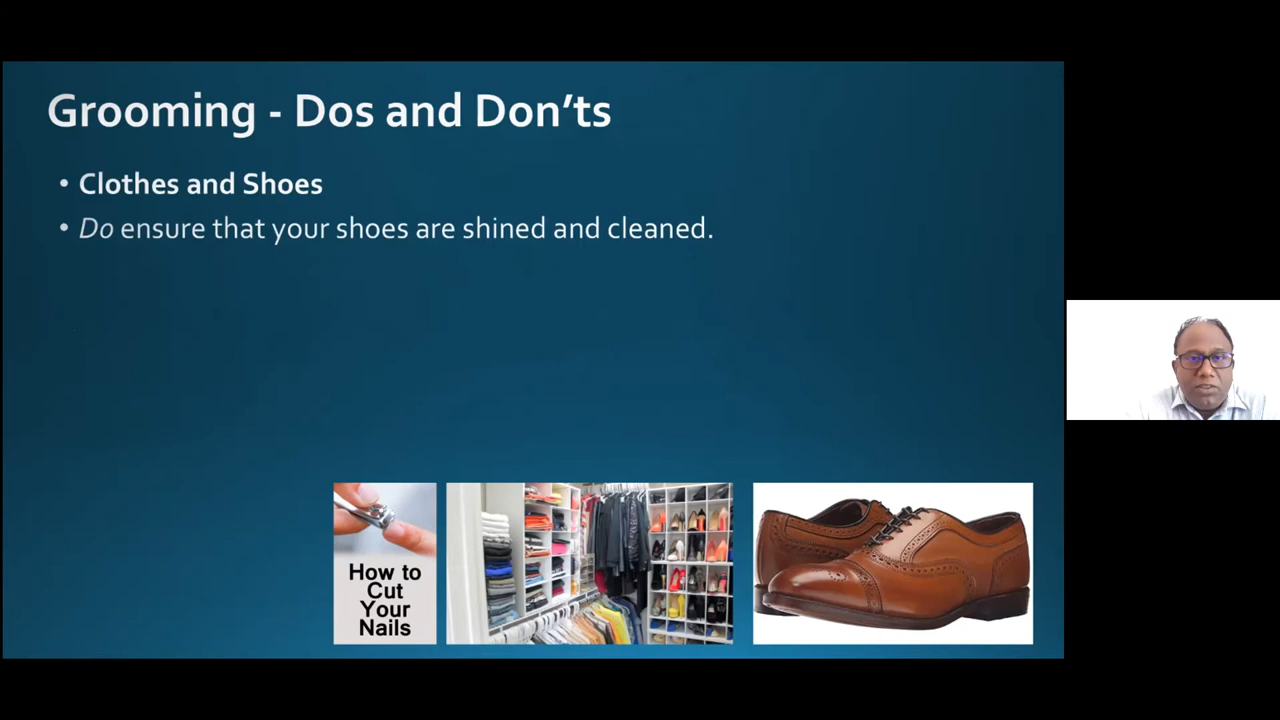 Grooming - Dos and Don’ts
• Clothes and Shoes
• Do ensure that your shoes are shined and cleaned.
How to
Cut
Your
Nails